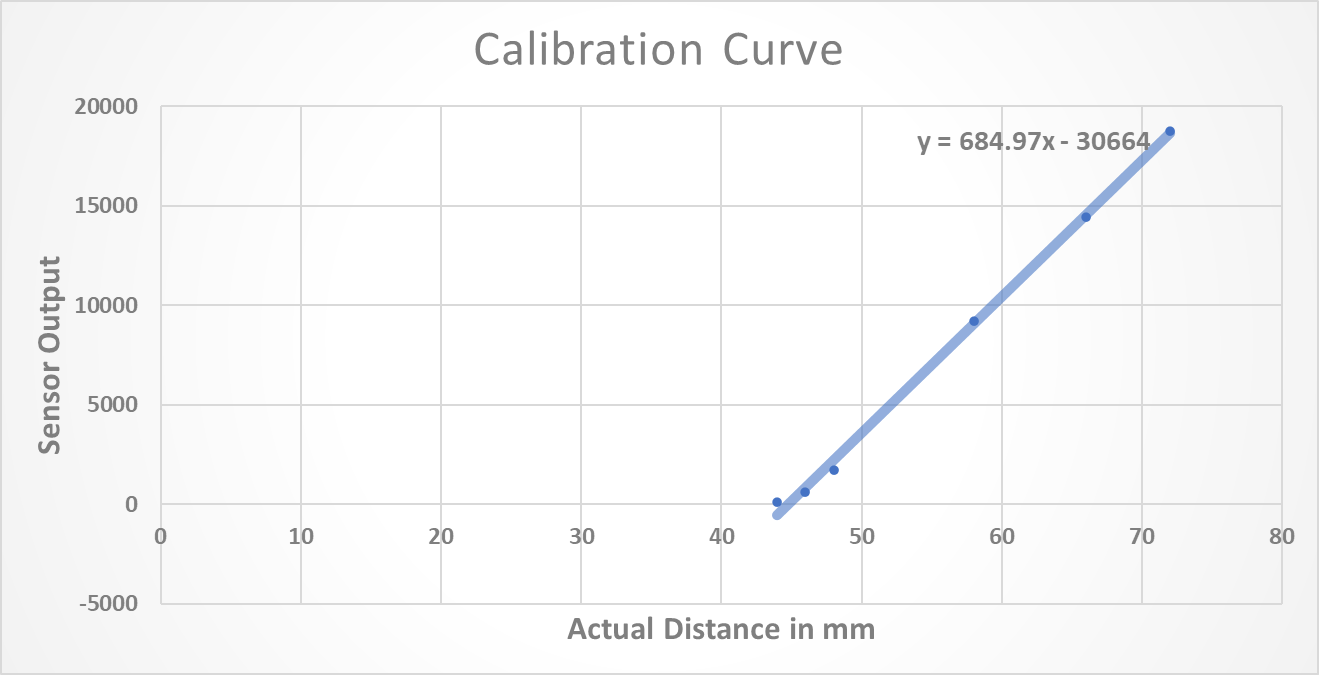 Calibration Curve
20000
y = 684.97x - 30664
15000
10000
5000
0
-5000
0 10 20 30 40 50 60 70 80
Sensor Output
Actual Distance in mm